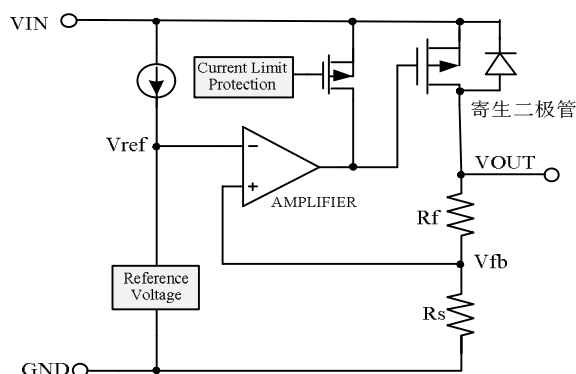 VIN
Current Limit
Protection
寄生二极管
Vref
VOUT
AMPLIFIER
Rf
Vfb
Reference
Voltage
Rs
GND